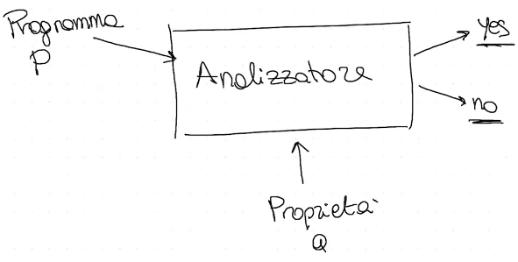 Programma
P
Analizzatore
yes
no
Proprietà
Q